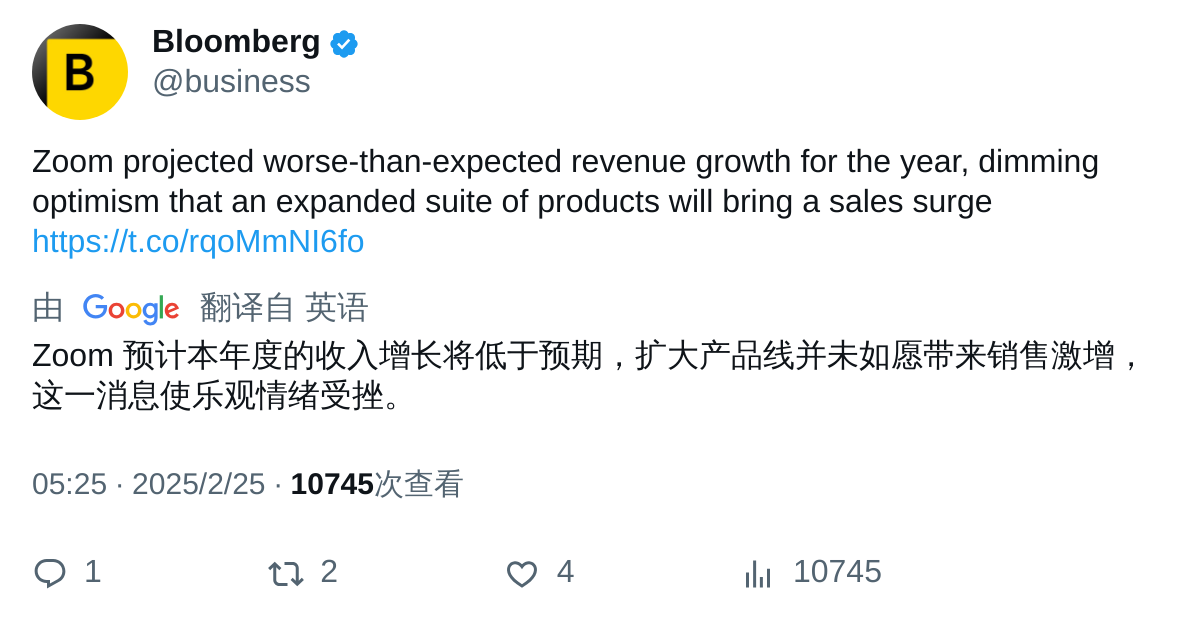 B
Bloomberg
@business
Zoom projected worse-than-expected revenue growth for the year, dimming
optimism that an expanded suite of products will bring a sales surge
https://t.co/rqoMmNI6fo
由 Google 翻译自 英语
Zoom 预计本年度的收入增长将低于预期，扩大产品线并未如愿带来销售激增，
这一消息使乐观情绪受挫。
05:25 · 2025/2/25 · 10745次查看
1 2 4 10745